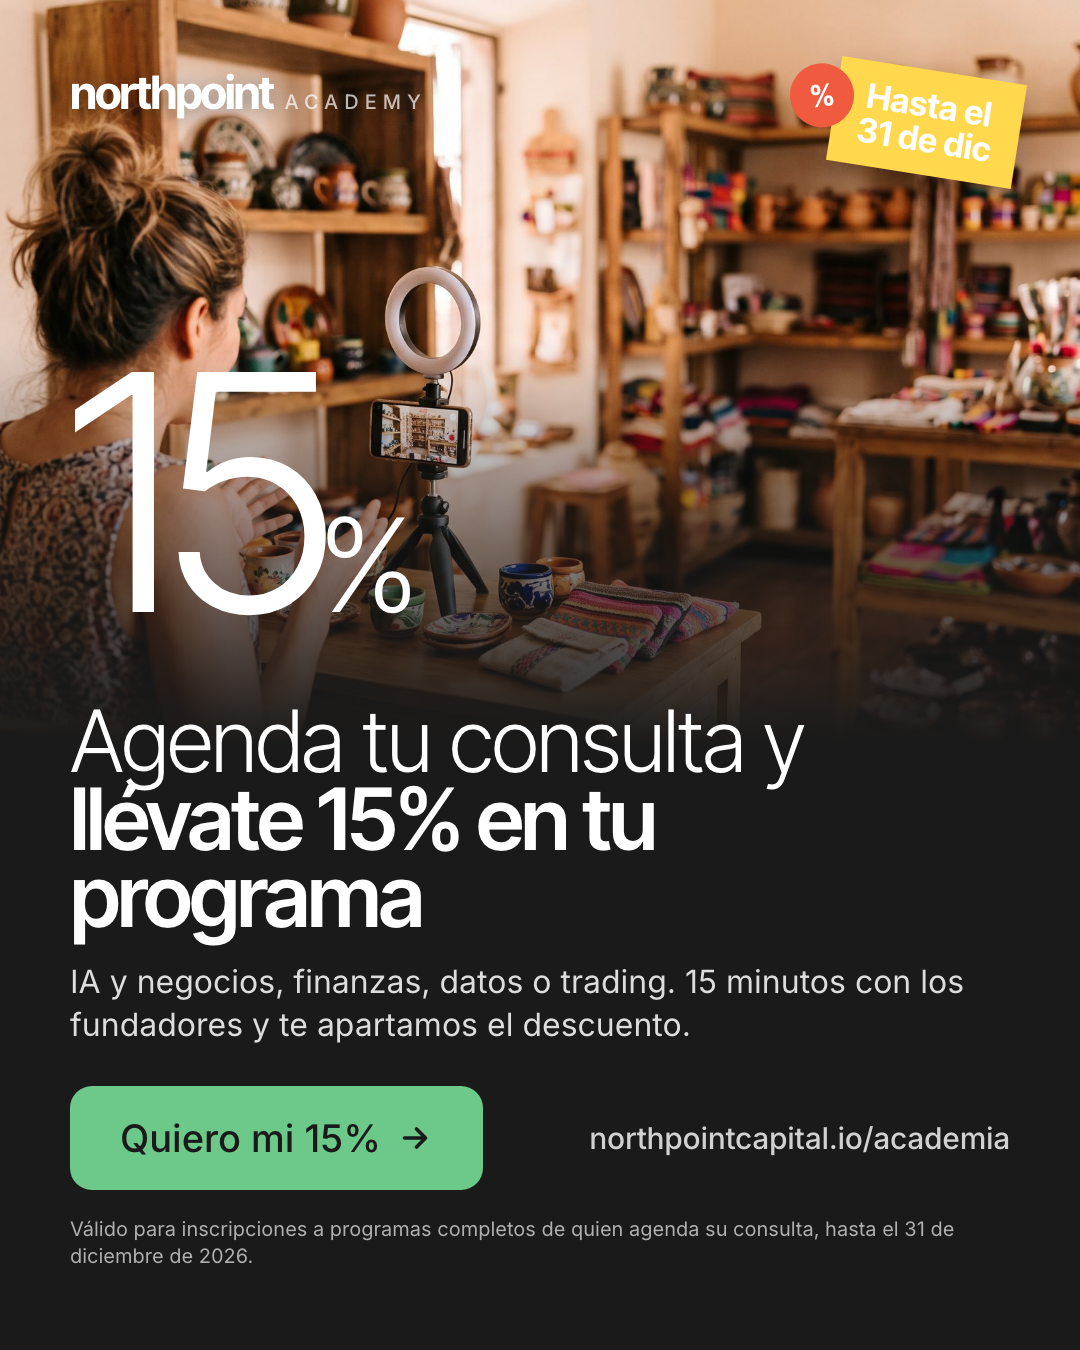 northpoint ACADEMY
%
Hasta el
31 de dic
15%
Agenda tu consulta y
llévate 15% en tu
programa
IA y negocios, finanzas, datos o trading. 15 minutos con los
fundadores y te apartamos el descuento.
Quiero mi 15% →
northpointcapital.io/academia
Válido para inscripciones a programas completos de quien agenda su consulta, hasta el 31 de
diciembre de 2026.